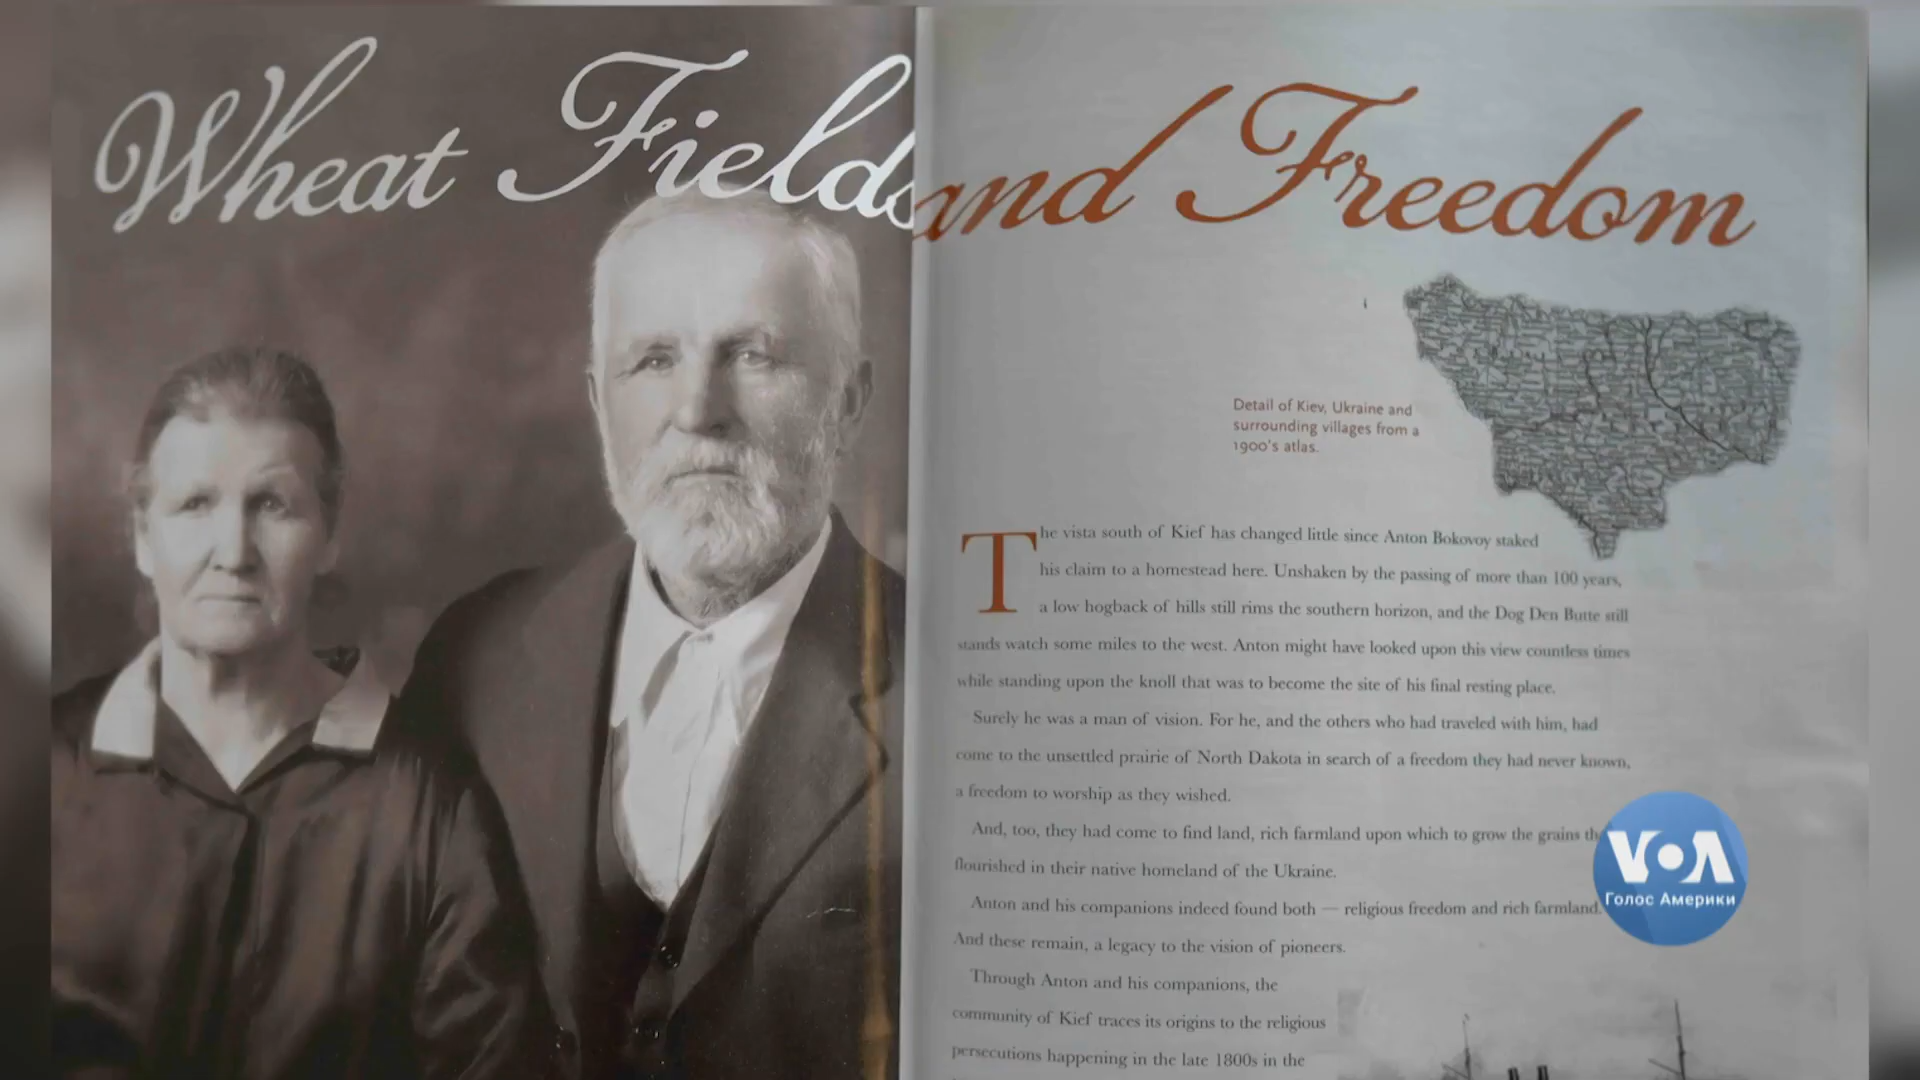 Wheat Fields and Freedom
Detail of Kiev, Ukraine and
surrounding villages from a
1900's atlas.
The vista south of Kief has changed little since Anton Bokovoy staked
his claim to a homestead here. Unshaken by the passing of more than 100 years,
a low hogback of hills still rims the southern horizon, and the Dog Den Butte still
stands watch some miles to the west. Anton might have looked upon this view countless times
while standing upon the knoll that was to become the site of his final resting place.
Surely he was a man of vision. For he, and the others who had traveled with him, had
come to the unsettled prairie of North Dakota in search of a freedom they had never known,
a freedom to worship as they wished.
And, too, they had come to find land, rich farmland upon which to grow the grains
flourished in their native homeland of the Ukraine.
Anton and his companions indeed found both — religious freedom and rich farmland.
And these remain, a legacy to the vision of pioneers.
Through Anton and his companions, the
community of Kief traces its origins to the religious
persecutions happening in the late 1800s in the
VOA
Голос Америки